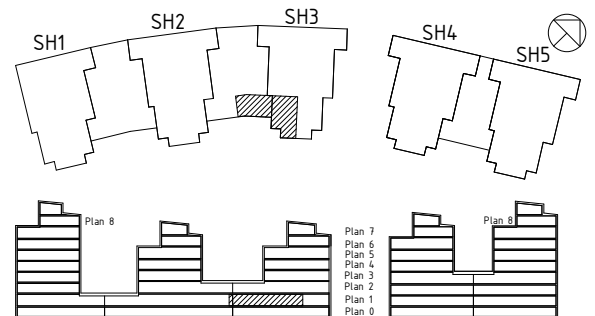 SH1
SH2
SH3
SH4
SH5
Plan 8
Plan 7
Plan 6
Plan 5
Plan 4
Plan 3
Plan 2
Plan 1
Plan 0
Plan 8